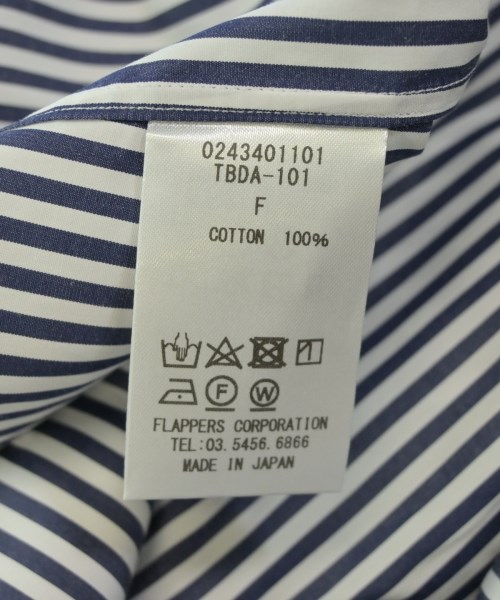 0243401101
TBDA-101
F
COTTON 100%
F W
FLAPPERS CORPORATION
TEL:03.5456.6866
MADE IN JAPAN